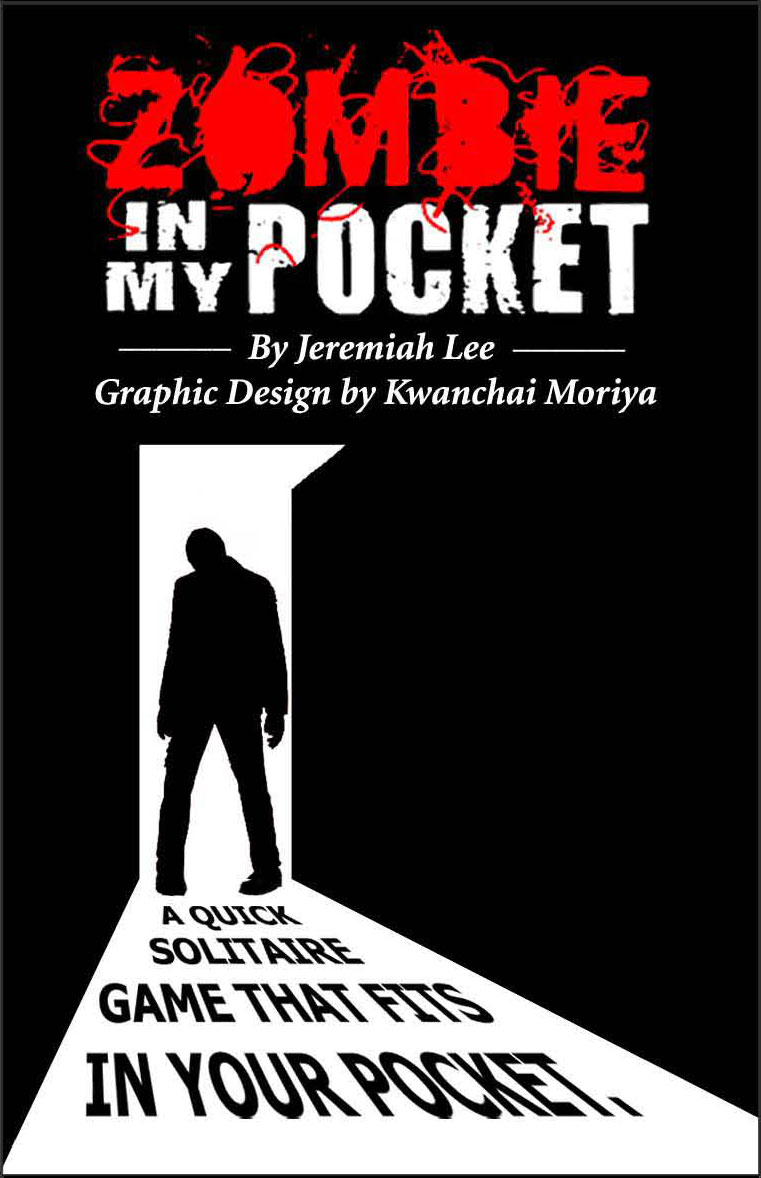 ZOMBIE
IN MY POCKET
By Jeremiah Lee
Graphic Design by Kwanchai Moriya
A QUICK
SOLITAIRE
GAME THAT FITS
IN YOUR POCKET.